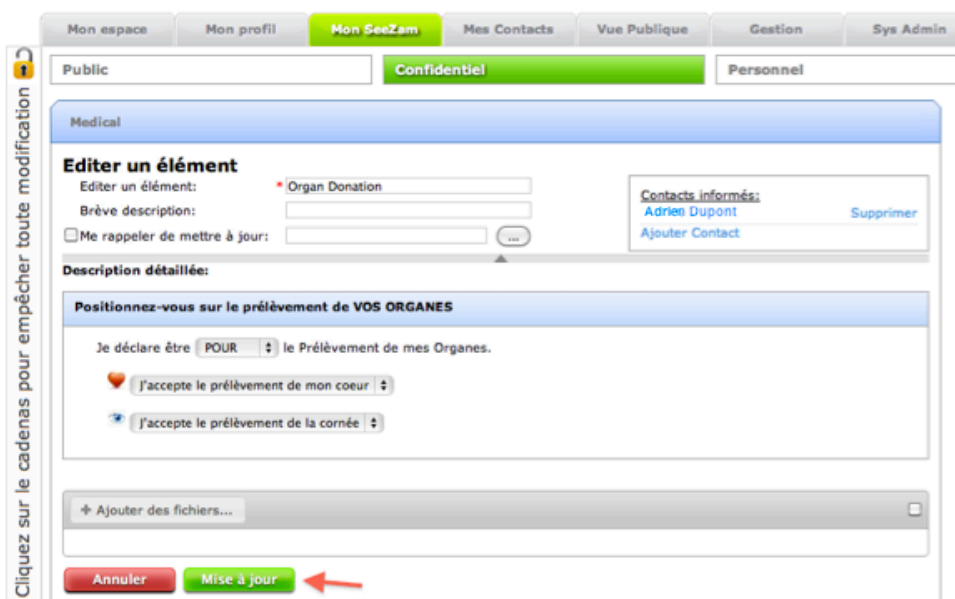 Mon espace Mon profil Mon SeeZam Mes Contacts Vue Publique Gestion Sys Admin
Public Confidentiel Personnel
Cliquez sur le cadenas pour empêcher toute modification
Medical
Editer un élément
Editer un élément: * Organ Donation
Brève description:
Me rappeler de mettre à jour: ...
Contacts informés:
Adrien Dupont Supprimer
Ajouter Contact
Description détaillée:
Positionnez-vous sur le prélèvement de VOS ORGANES
Je déclare être POUR le Prélèvement de mes Organes.
J'accepte le prélèvement de mon coeur
J'accepte le prélèvement de la cornée
+ Ajouter des fichiers...
Annuler Mise à jour